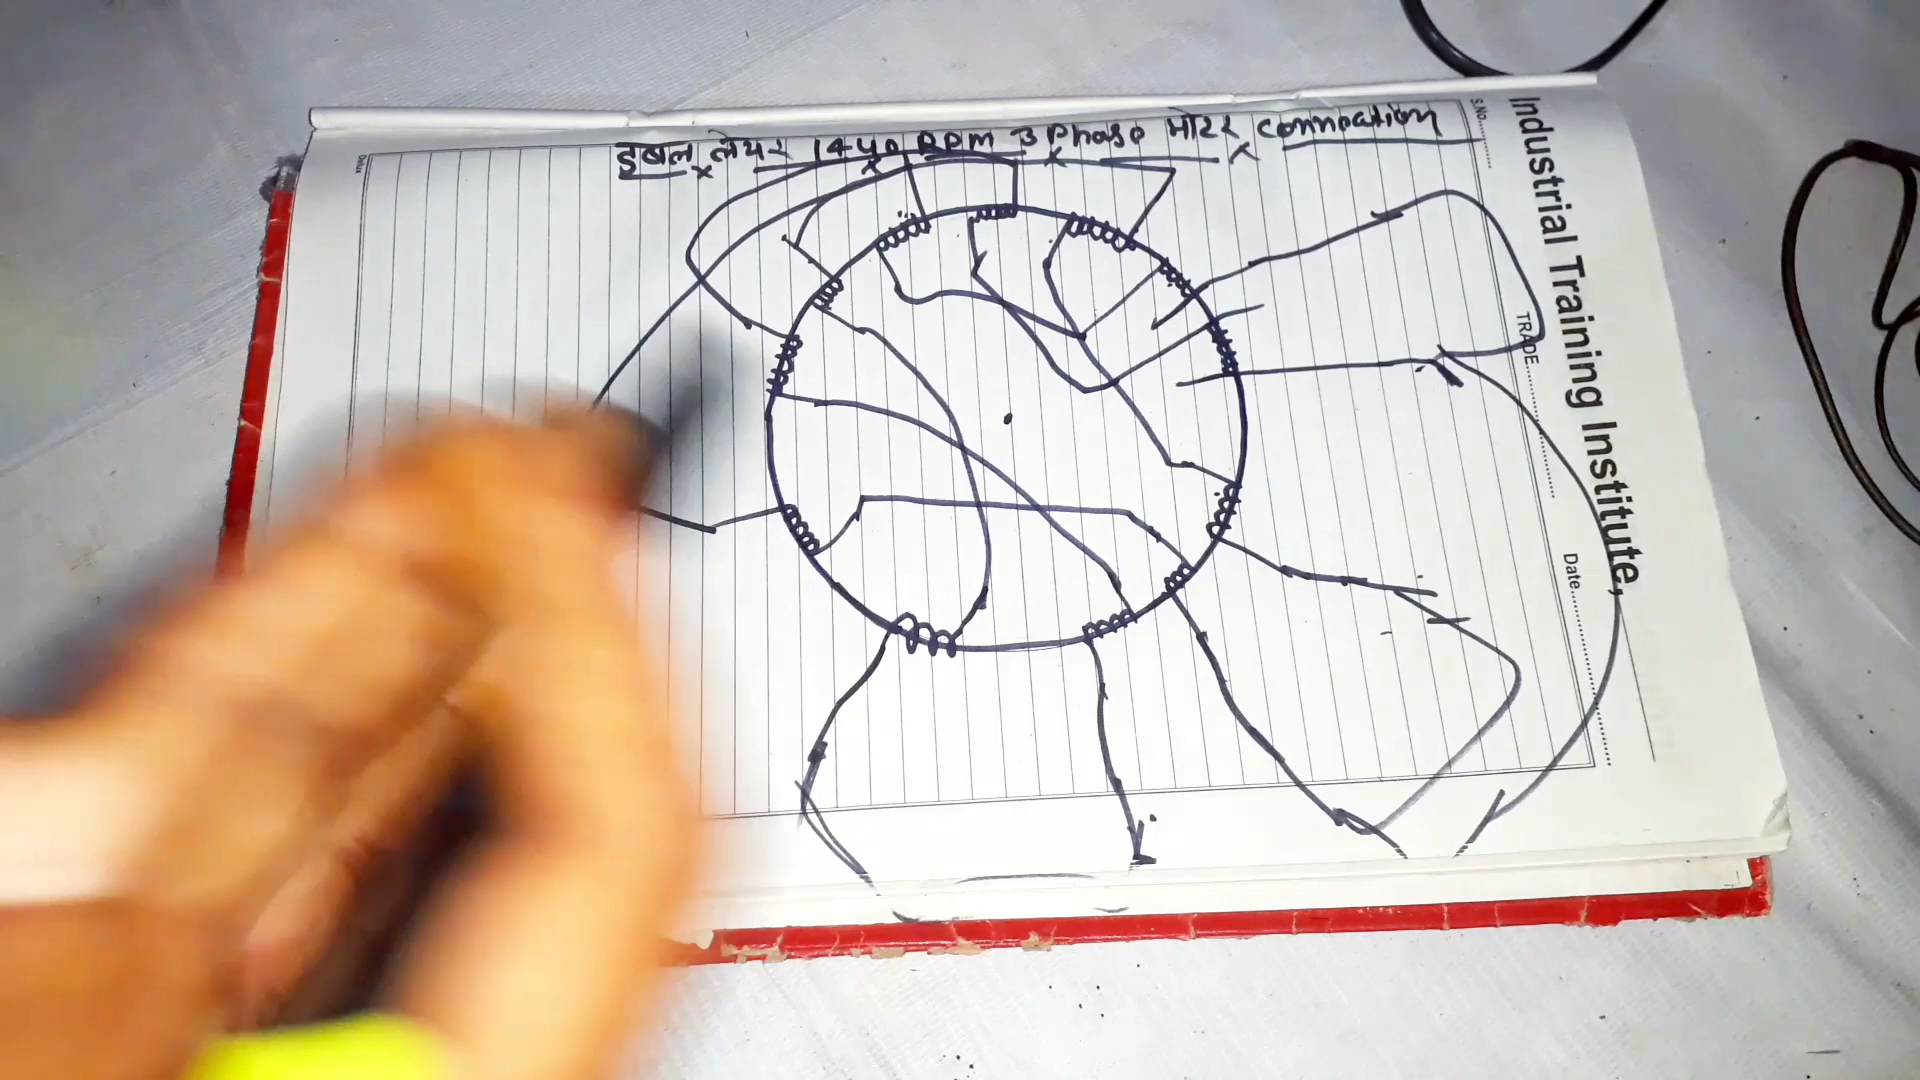 डबल लेयर 1440 RPM 3 Phase मोटर connection
Industrial Training Institute,
S.No.........
TRADE..............................
Date..............................